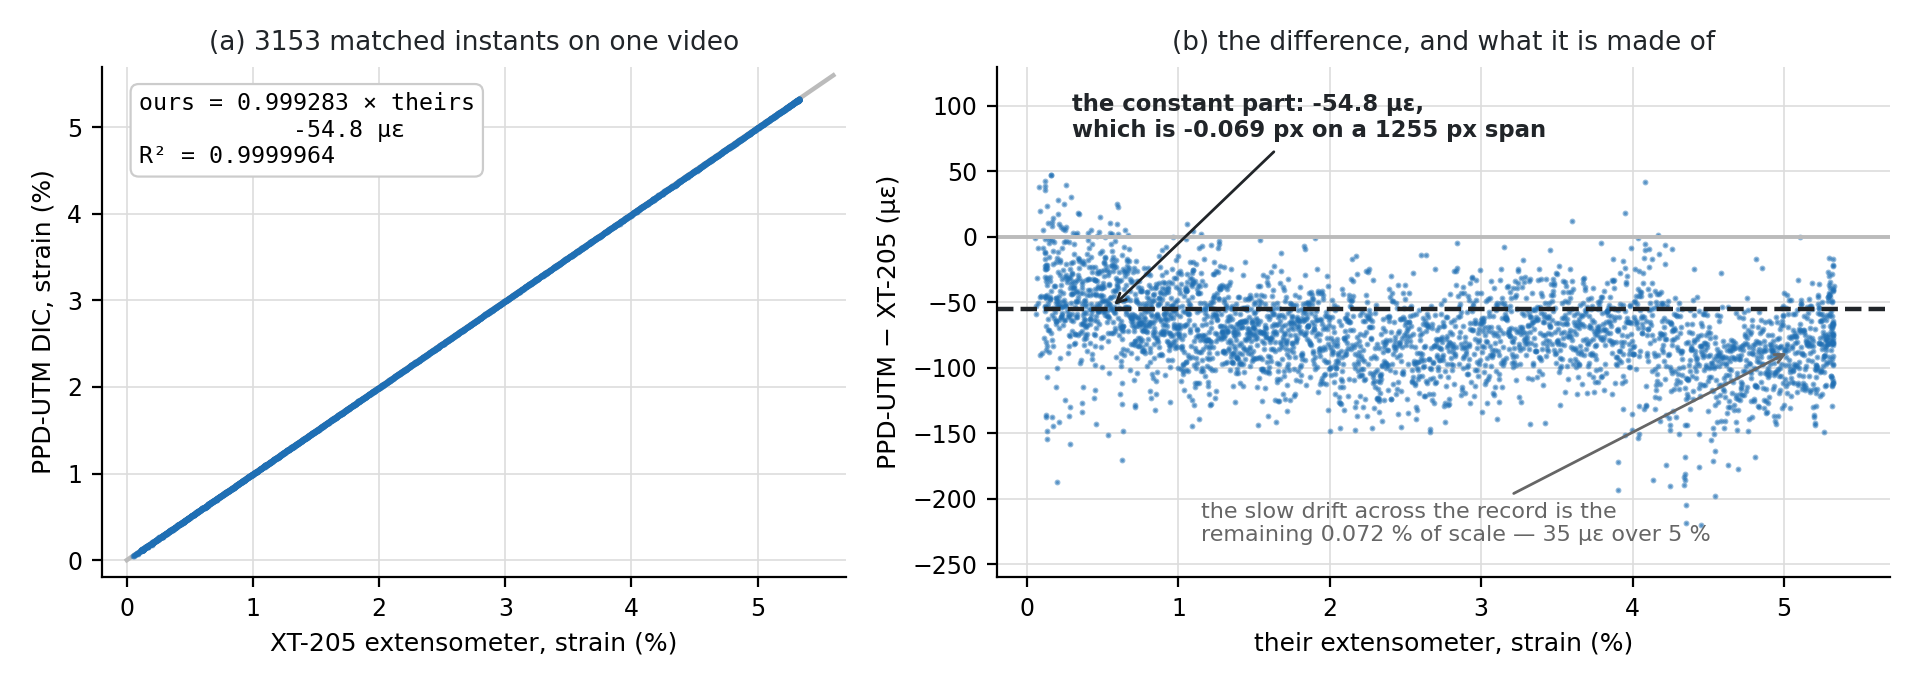 (a) 3153 matched instants on one video
ours = 0.999283 × theirs
-54.8 µε
R² = 0.9999964
5
4
3
2
1
0
PPD-UTM DIC, strain (%)
0 1 2 3 4 5
XT-205 extensometer, strain (%)
(b) the difference, and what it is made of
the constant part: -54.8 µε,
which is -0.069 px on a 1255 px span
100
50
0
−50
−100
−150
−200
−250
PPD-UTM − XT-205 (µε)
the slow drift across the record is the
remaining 0.072 % of scale — 35 µε over 5 %
0 1 2 3 4 5
their extensometer, strain (%)